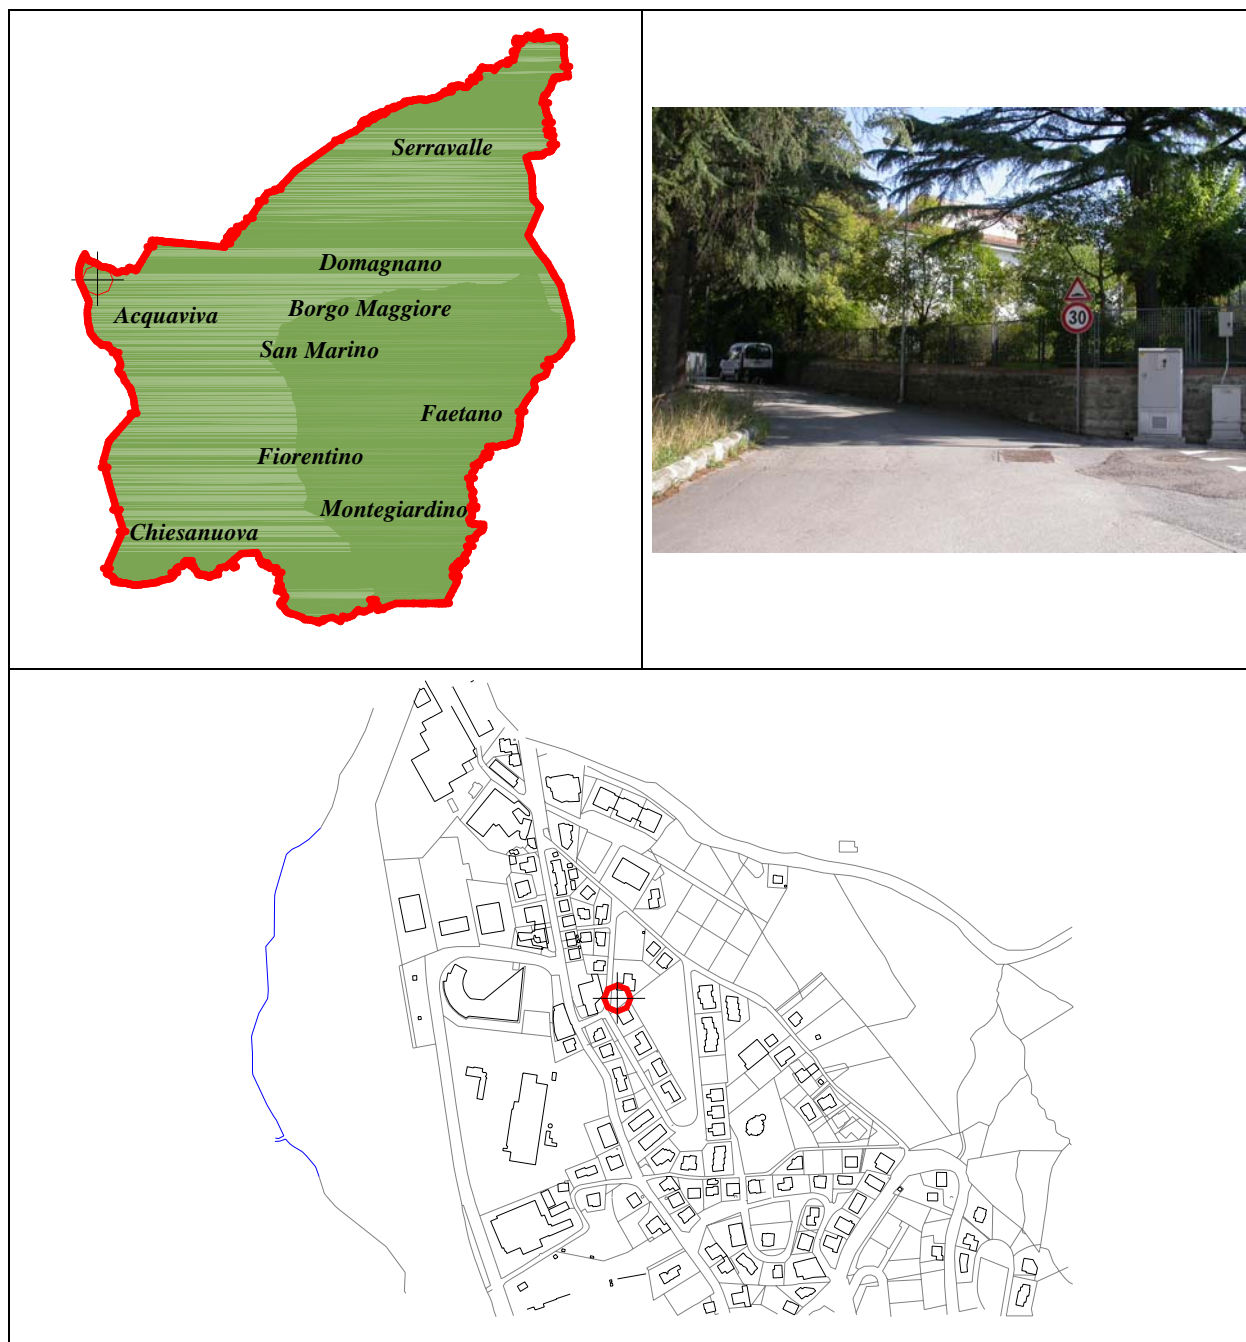 Serravalle
Domagnano
Borgo Maggiore
Acquaviva
San Marino
Faetano
Fiorentino
Montegiardino
Chiesanuova
30